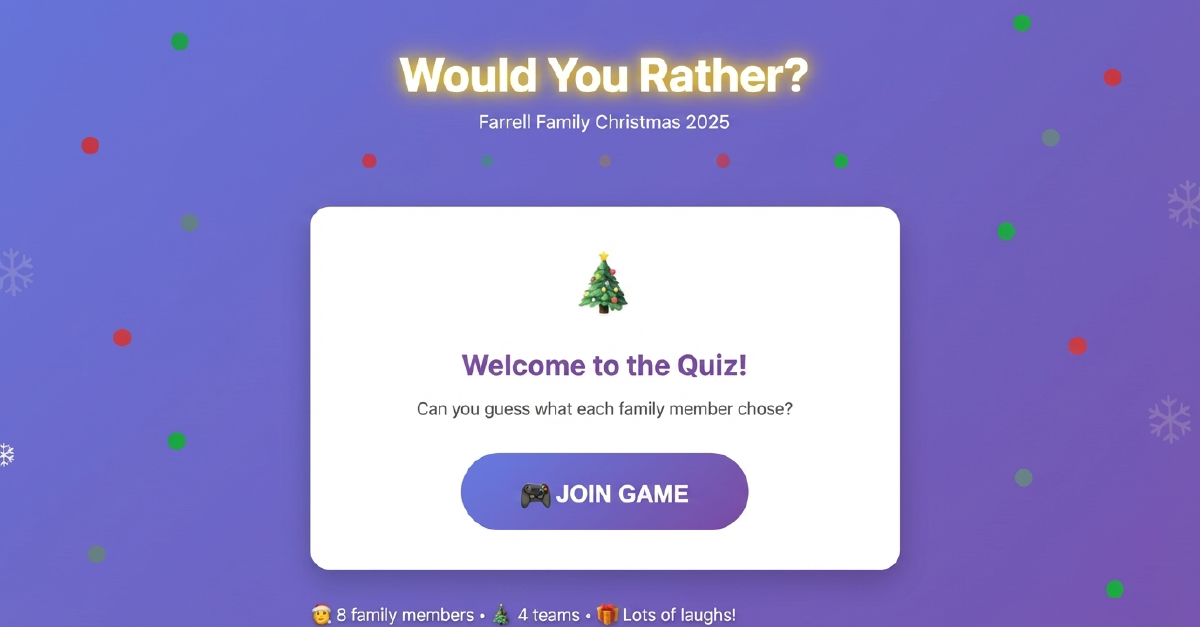 Would You Rather?
Farrell Family Christmas 2025
Welcome to the Quiz!
Can you guess what each family member chose?
🎮 JOIN GAME
🎅 8 family members • 🎄 4 teams • 🎁 Lots of laughs!